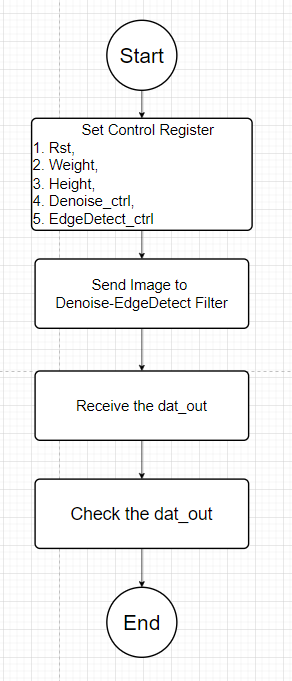 Start
Set Control Register
1. Rst,
2. Weight,
3. Height,
4. Denoise_ctrl,
5. EdgeDetect_ctrl
Send Image to
Denoise-EdgeDetect Filter
Receive the dat_out
Check the dat_out
End